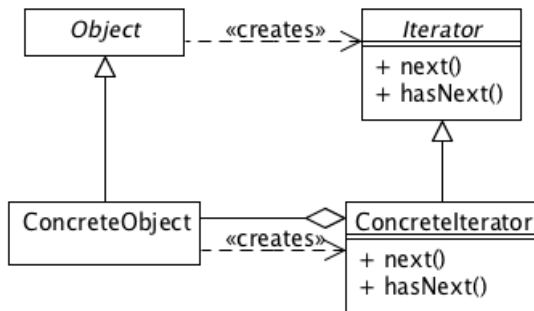 Object
«creates»
Iterator
+ next()
+ hasNext()
ConcreteObject
«creates»
ConcreteIterator
+ next()
+ hasNext()